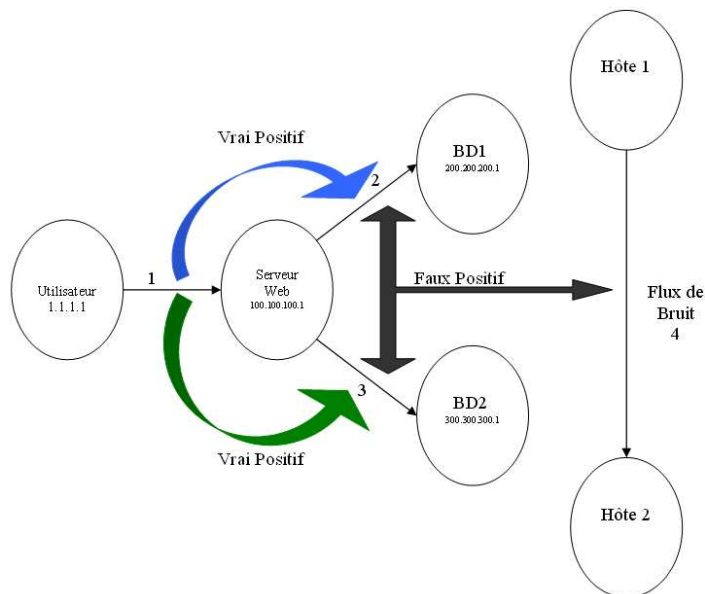 Hôte 1
Vrai Positif
BD1
200.200.200.1
2
1
Utilisateur
1.1.1.1
Serveur
Web
100.100.100.1
Faux Positif
Flux de
Bruit
4
3
BD2
300.300.300.1
Vrai Positif
Hôte 2